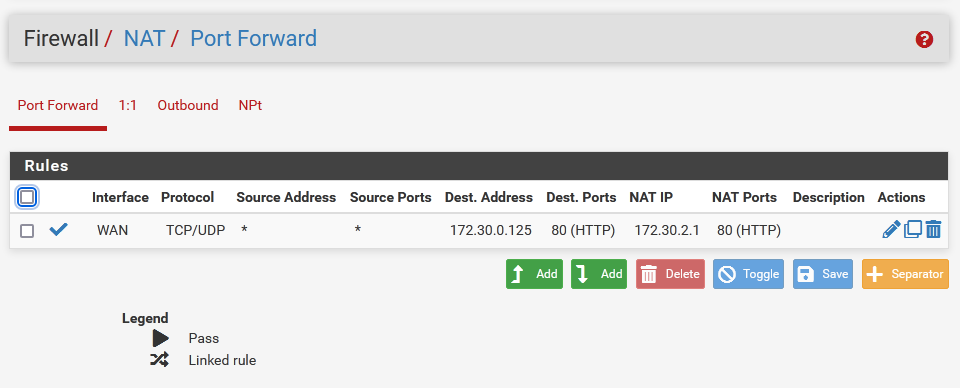 Firewall / NAT / Port Forward
Port Forward 1:1 Outbound NPt
Rules
Interface Protocol Source Address Source Ports Dest. Address Dest. Ports NAT IP NAT Ports Description Actions
WAN TCP/UDP * * 172.30.0.125 80 (HTTP) 172.30.2.1 80 (HTTP)
Add Add Delete Toggle Save Separator
Legend
Pass
Linked rule